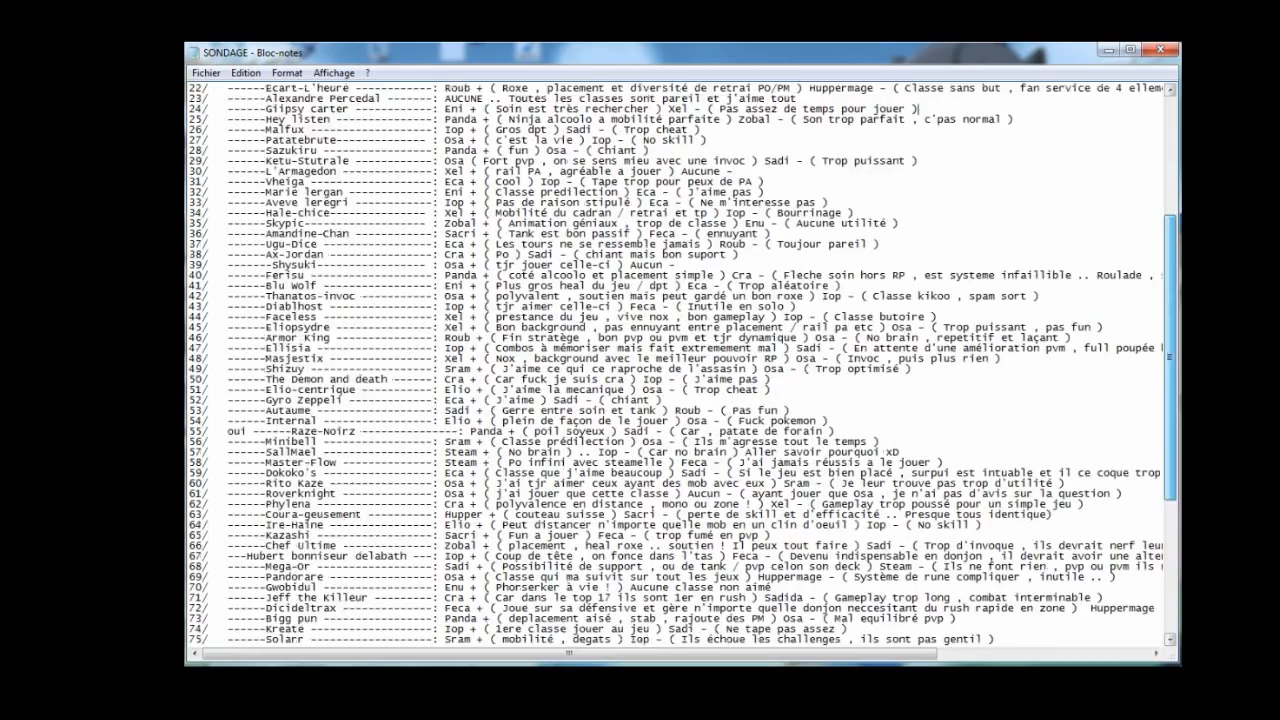 SONDAGE - Bloc-notes
Fichier Edition Format Affichage ?
22/ ------Ecart-L'heure --------------: Roub + ( Roxe , placement et diversité de retrai PO/PM ) Huppermage - ( Classe sans but , fan service de 4 elleme
23/ ------Alexandre Percedal ---------: AUCUNE .. Toutes les classes sont pareil et j'aime tout
24/ ------Giipsy carter --------------: Eni + ( Soin est très rechercher ) Xel - ( Pas assez de temps pour jouer )
25/ ------Hey listen -----------------: Panda + ( Ninja alcoolo a mobilité parfaite ) Zobal - ( Son trop parfait , c'pas normal )
26/ ------Malfux ---------------------: Iop + ( Gros dpt ) Sadi - ( Trop cheat )
27/ ------Patatebrute-----------------: Osa + ( c'est la vie ) Iop - ( No skill )
28/ ------Sazukiru -------------------: Panda + ( fun ) Osa - ( Chiant )
29/ ------Ketu-Stutrale --------------: Osa ( Fort pvp , on se sens mieu avec une invoc ) Sadi - ( Trop puissant )
30/ ------L'Armagedon ----------------: Xel + ( rail PA , agréable a jouer ) Aucune -
31/ ------Vheiga ---------------------: Eca + ( Cool ) Iop - ( Tape trop pour peux de PA )
32/ ------Marie lergan ---------------: Eni + ( Classe predilection ) Eca - ( J'aime pas )
33/ ------Aveve leregri --------------: Iop + ( Pas de raison stipulé ) Eca - ( Ne m'interesse pas )
34/ ------Hale-chice -----------------: Xel + ( Mobilité du cadran / retrai et tp ) Iop - ( Bourrinage )
35/ ------Skypic----------------------: Zobal + ( Animation géniaux , trop de classe ) Enu - ( Aucune utilité )
36/ ------Amandine-Chan --------------: Sacri + ( Tank est bon passif ) Feca - ( ennuyant )
37/ ------Ugu-Dice -------------------: Eca + ( Les tours ne se ressemble jamais ) Roub - ( Toujour pareil )
38/ ------Ax-Jordan ------------------: Cra + ( Po ) Sadi - ( chiant mais bon suport )
39/ -------Shysuki--------------------: Osa + ( tjr jouer celle-ci ) Aucun -
40/ ------Ferisu ---------------------: Panda + ( coté alcoolo et placement simple ) Cra - ( Fleche soin hors RP , est systeme infaillible .. Roulade , s
41/ ------Blu Wolf -------------------: Eni + ( Plus gros heal du jeu / dpt ) Eca - ( Trop aléatoire )
42/ ------Thanatos-invoc -------------: Osa + ( polyvalent , soutien mais peut gardé un bon roxe ) Iop - ( Classe kikoo , spam sort )
43/ ------Diablhost ------------------: Iop + ( tjr aimer celle-ci ) Feca - ( Inutile en solo )
44/ ------Faceless -------------------: Xel + ( prestance du jeu , vive nox , bon gameplay ) Iop - ( Classe butoire )
45/ ------Eliopsydre -----------------: Xel + ( Bon background , pas ennuyant entre placement / rail pa etc ) Osa - ( Trop puissant , pas fun )
46/ ------Armor King -----------------: Roub + ( Fin stratège , bon pvp ou pvm et tjr dynamique ) Osa - ( No brain , repetitif et laçant )
47/ ------Ellisia --------------------: Iop + ( Combos à mémoriser mais fait extremement mal ) Sadi - ( En attente d'une amélioration pvm , full poupée l
48/ ------Masjestix ------------------: Xel + ( Nox , background avec le meilleur pouvoir RP ) Osa - ( Invoc , puis plus rien )
49/ ------Shizuy ---------------------: Sram + ( J'aime ce qui ce raproche de l'assasin ) Osa - ( Trop optimisé )
50/ ------The Demon and death --------: Cra + ( Car fuck je suis cra ) Iop - ( J'aime pas )
51/ ------Elio-centrique -------------: Elio + ( J'aime la mecanique ) Osa - ( Trop cheat )
52/ ------Gyro Zeppeli ---------------: Eca + ( J'aime ) Sadi - ( chiant )
53/ ------Autaume --------------------: Sadi + ( Gerre entre soin et tank ) Roub - ( Pas fun )
54/ ------Internal -------------------: Elio + ( plein de façon de le jouer ) Osa - ( Fuck pokemon )
55/ oui ------Raze-Noirz -----------------: Panda + ( poil soyeux ) Sadi - ( Car , patate de forain )
56/ ------Minibell -------------------: Sram + ( Classe prédilection ) Osa - ( Ils m'agresse tout le temps )
57/ ------SallMael -------------------: Steam + ( No brain ) .. Iop - ( Car no brain ) Aller savoir pourquoi xD
58/ ------Master-Flow ----------------: Steam + ( Po infini avec steamelle ) Feca - ( J'ai jamais réussis a le jouer )
59/ ------Dokoko's -------------------: Eca + ( Classe que j'aime beaucoup ) Sadi - ( Si le jeu est bien placé , surpui est intuable et il ce coque trop
60/ ------Rito Kaze ------------------: Osa + ( J'ai tjr aimer ceux ayant des mob avec eux ) Sram - ( Je leur trouve pas trop d'utilité )
61/ ------Roverknight ----------------: Osa + ( j'ai jouer que cette classe ) Aucun - ( ayant jouer que Osa , je n'ai pas d'avis sur la question )
62/ ------Phylena --------------------: Cra + ( polyvalence en distance , mono ou zone ! ) Xel - ( Gameplay trop poussé pour un simple jeu )
63/ ------Coura-geusement ------------: Hupper + ( couteau suisse ) Sacri - ( perte de skill et d'efficacité .. Presque tous identique)
64/ ------Ire-Haine ------------------: Elio + ( Peut distancer n'importe quelle mob en un clin d'oeuil ) Iop - ( No skill )
65/ ------Kazashi --------------------: Sacri + ( Fun a jouer ) Feca - ( trop fumé en pvp )
66/ ------Chef Ultime ----------------: Zobal + ( placement , heal roxe .. soutien ! Il peux tout faire ) Sadi - ( Trop d'invoque , ils devrait nerf leur
67/ ---Hubert bonniseur delabath -----: Iop + ( Coup de tête , on fonce dans l'tas ) Feca - ( Devenu indispensable en donjon , il devrait avoir une alter
68/ ------Mega-Or --------------------: Sadi + ( Possibilité de support , ou de tank / pvp celon son deck ) Steam - ( Ils ne font rien , pvp ou pvm ils r
69/ ------Pandorare ------------------: Osa + ( Classe qui ma suivit sur tout les jeux ) Huppermage - ( Système de rune compliquer , inutile .. )
70/ ------Gwobidul -------------------: Enu + ( Phorserker à vie ! ) Aucune classe non aimé
71/ ------Jeff the Killeur -----------: Cra + ( Car dans le top 17 ils sont 1er en rush ) Sadida - ( Gameplay trop long , combat interminable )
72/ ------Dicideltrax ----------------: Feca + ( Joue sur sa défensive et gère n'importe quelle donjon neccesitant du rush rapide en zone ) Huppermage
73/ ------Bigg pun -------------------: Panda + ( deplacement aisé , stab , rajoute des PM ) Osa - ( Mal equilibré pvp )
74/ ------Kreate ---------------------: Iop + ( 1ere classe jouer au jeu ) Sadi - ( Ne tape pas assez )
75/ ------Solarr ---------------------: Sram + ( mobilité , degats ) Iop - ( Ils échoue les challenges , ils sont pas gentil )